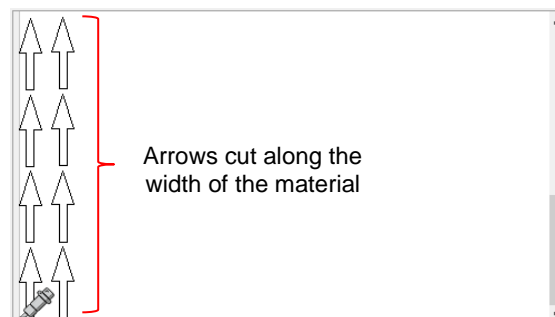 Arrows cut along the
width of the material